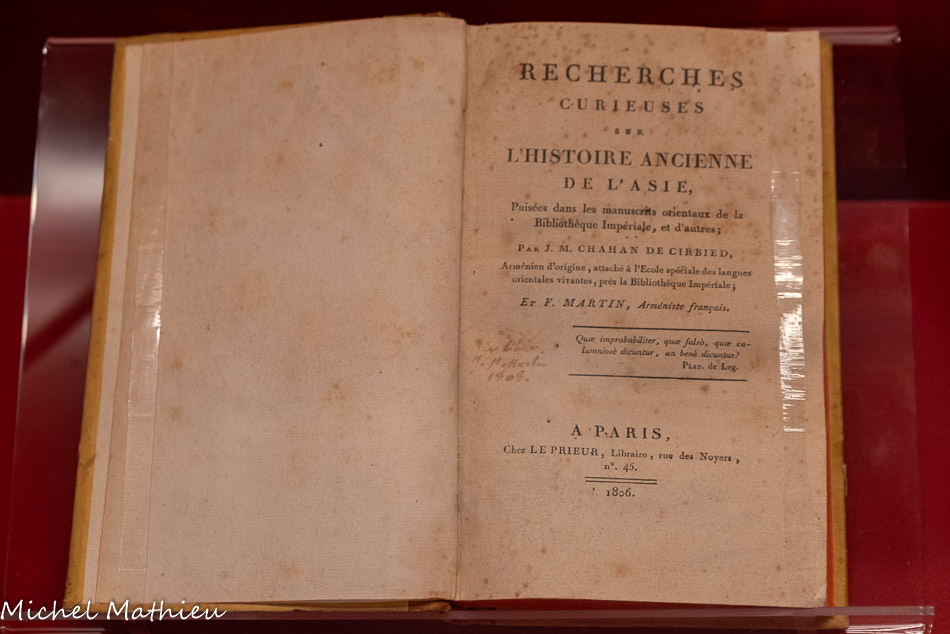 RECHERCHES
CURIEUSES
SUR
L'HISTOIRE ANCIENNE
DE L'ASIE,
Puisées dans les manuscrits orientaux de la
Bibliothèque Impériale, et d'autres;
PAR J. M. CHAHAN DE CIRBIED,
Arménien d'origine, attaché à l'Ecole spéciale des langues
orientales vivantes, près la Bibliothèque Impériale;
ET F. MARTIN, Arméniste français.
Quæ improbabiliter, quæ falsò, quæ ca-
lumniosè dicuntur, an benè dicuntur?
PLAT. de Leg.
1808.
A PARIS,
Chez LE PRIEUR, Libraire, rue des Noyers,
n°. 45.
1806.
Michel Mathieu